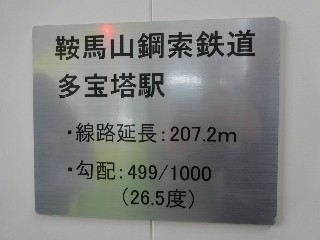 鞍馬山鋼索鉄道
多宝塔駅
・線路延長:207.2m
・勾配:499/1000
(26.5度)